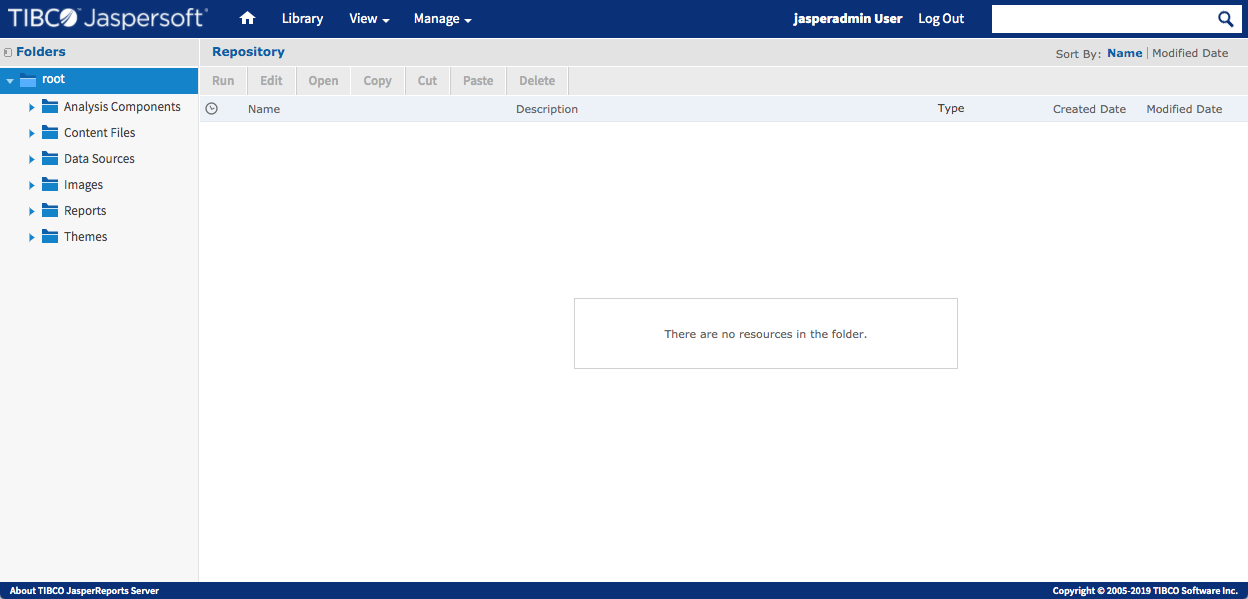 TIBCO Jaspersoft® Library View Manage jasperadmin User Log Out
Folders Repository Sort By: Name | Modified Date
root Run Edit Open Copy Cut Paste Delete
Analysis Components Name Description Type Created Date Modified Date
Content Files
Data Sources
Images
Reports
Themes
There are no resources in the folder.
About TIBCO JasperReports Server Copyright © 2005-2019 TIBCO Software Inc.